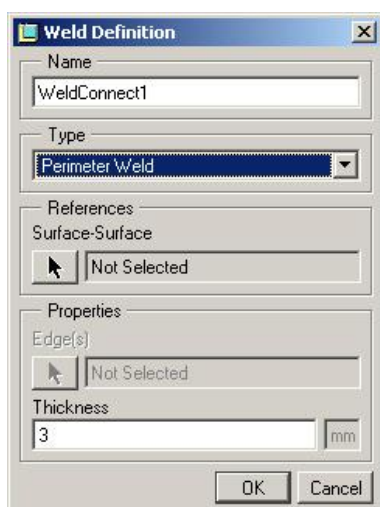 Weld Definition
Name
WeldConnect1
Type
Perimeter Weld
References
Surface-Surface
Not Selected
Properties
Edge(s)
Not Selected
Thickness
3 mm
OK Cancel